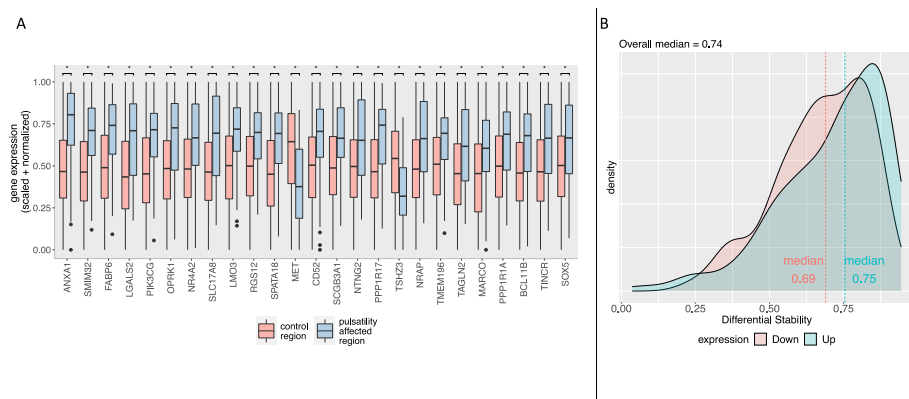 A
B
Overall median = 0.74
* * * * * * * * * * * * * * * * * * * * * * * * *
gene expression
(scaled + normalized)
1.00
0.75
0.50
0.25
0.00
ANXA1
SMIM32
FABP6
LGALS2
PIK3CG
OPRK1
NR4A2
SLC17A8
LMO3
RGS12
SPATA18
MET
CD52
SCGB3A1
NTNG2
PPP1R17
TSHZ3
NRAP
TMEM196
TAGLN2
MARCO
PPP1R1A
BCL11B
TINCR
SOX5
control
region
pulsatility
affected
region
density
median
0.69
median
0.75
0.00 0.25 0.50 0.75
Differential Stability
expression Down Up